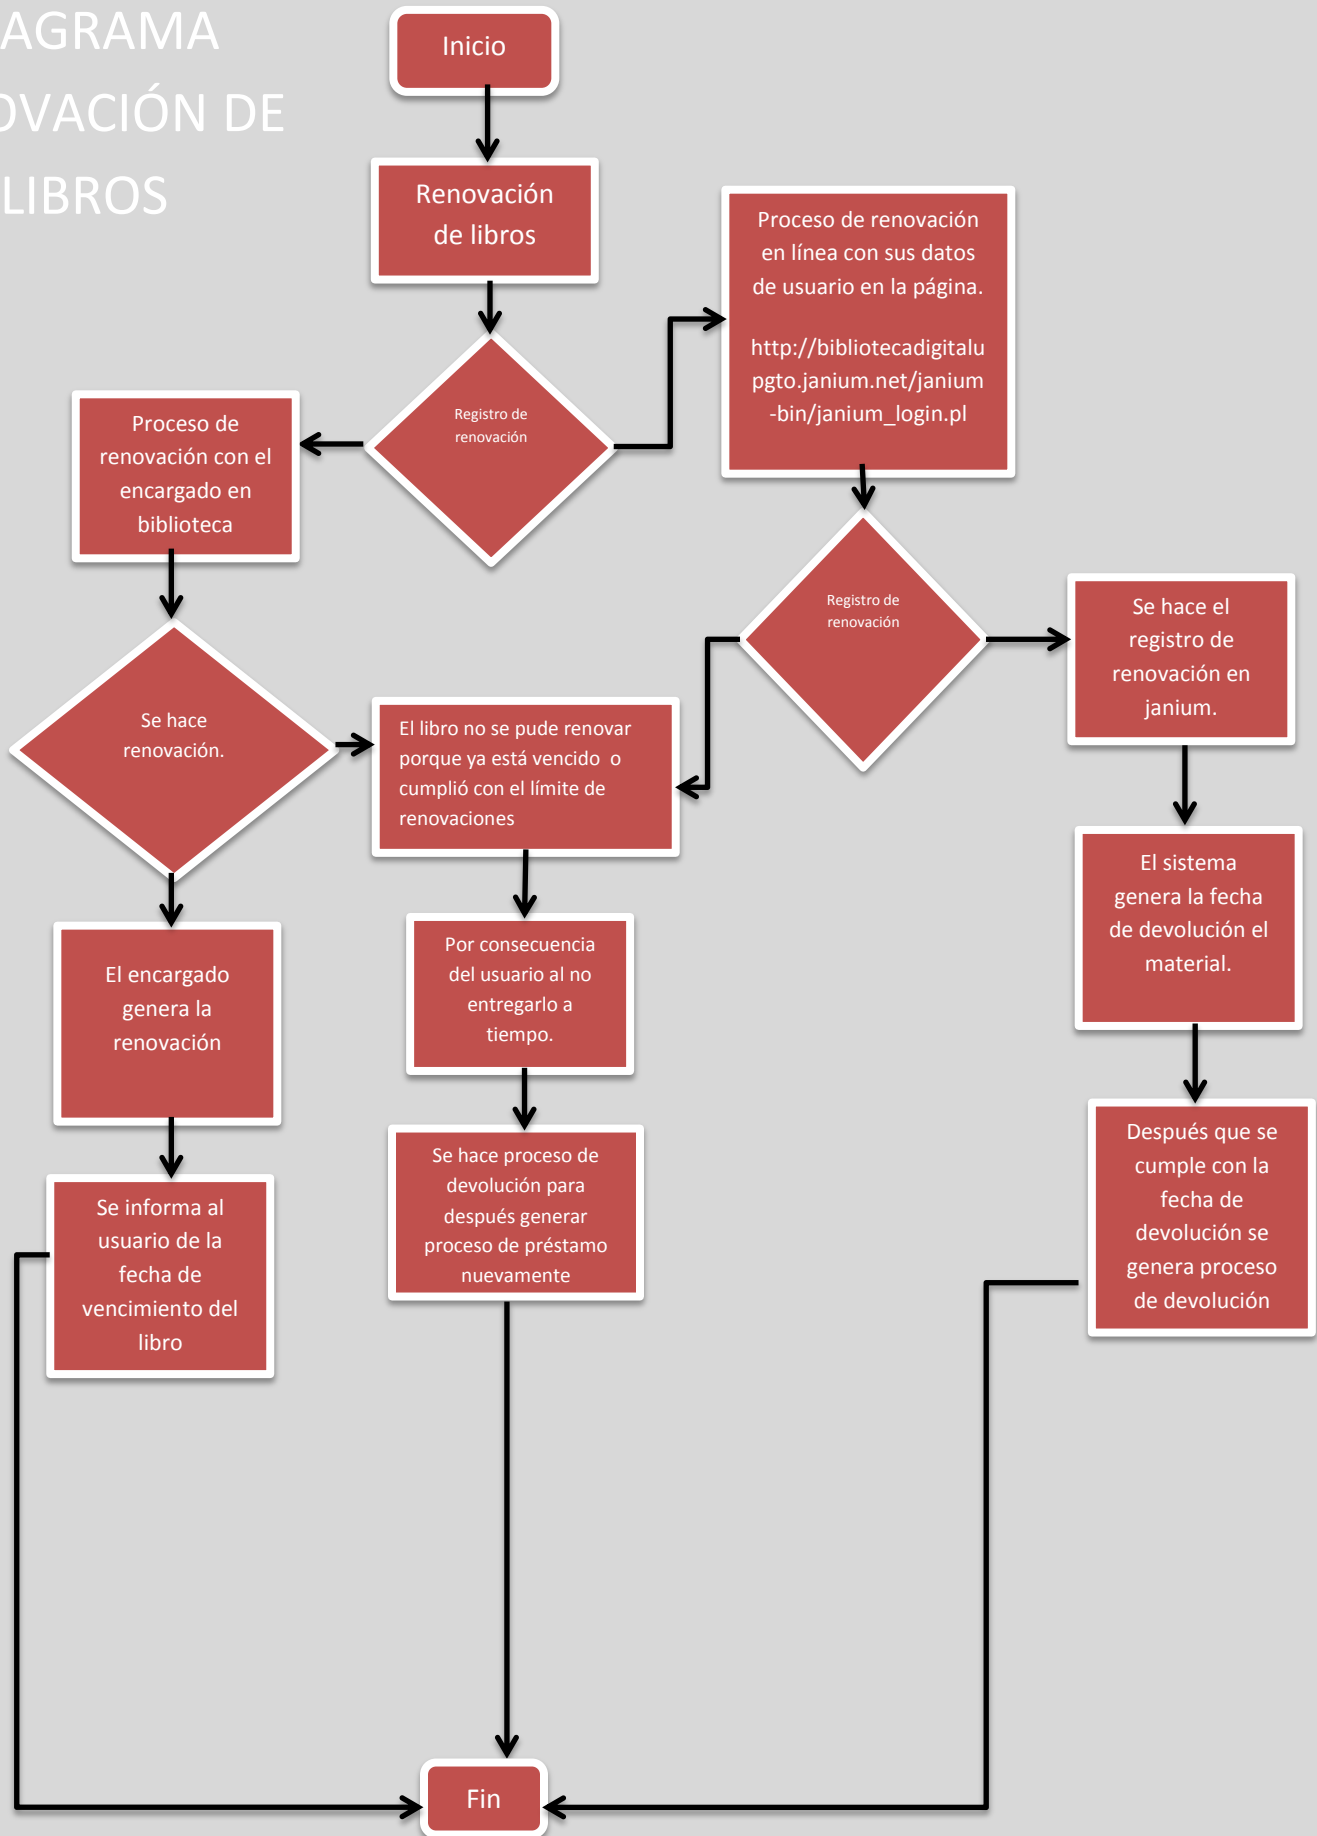 AGRAMA
OVACIÓN DE
LIBROS
Inicio
Renovación
de libros
Proceso de renovación
en línea con sus datos
de usuario en la página.
http://bibliotecadigitalu
pgto.janium.net/janium
-bin/janium_login.pl
Registro de
renovación
Proceso de
renovación con el
encargado en
biblioteca
Registro de
renovación
Se hace el
registro de
renovación en
janium.
Se hace
renovación.
El libro no se pude renovar
porque ya está vencido  o
cumplió con el límite de
renovaciones
El sistema
genera la fecha
de devolución el
material.
El encargado
genera la
renovación
Por consecuencia
del usuario al no
entregarlo a
tiempo.
Después que se
cumple con la
fecha de
devolución se
genera proceso
de devolución
Se hace proceso de
devolución para
después generar
proceso de préstamo
nuevamente
Se informa al
usuario de la
fecha de
vencimiento del
libro
Fin